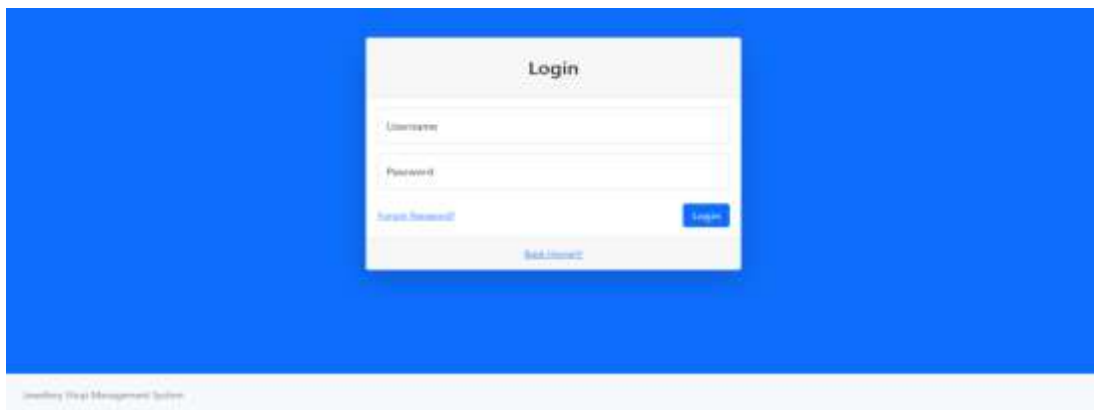 Login
Username
Password
Forgot Password?
Login
Back Home!!
Jewellery Shop Management System